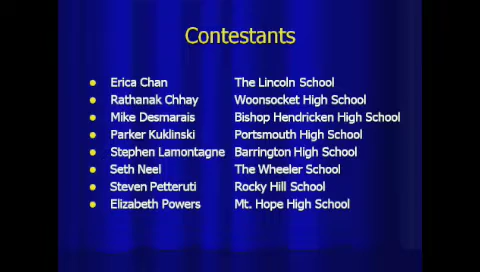 Contestants
Erica Chan The Lincoln School
Rathanak Chhay Woonsocket High School
Mike Desmarais Bishop Hendricken High School
Parker Kuklinski Portsmouth High School
Stephen Lamontagne Barrington High School
Seth Neel The Wheeler School
Steven Petteruti Rocky Hill School
Elizabeth Powers Mt. Hope High School